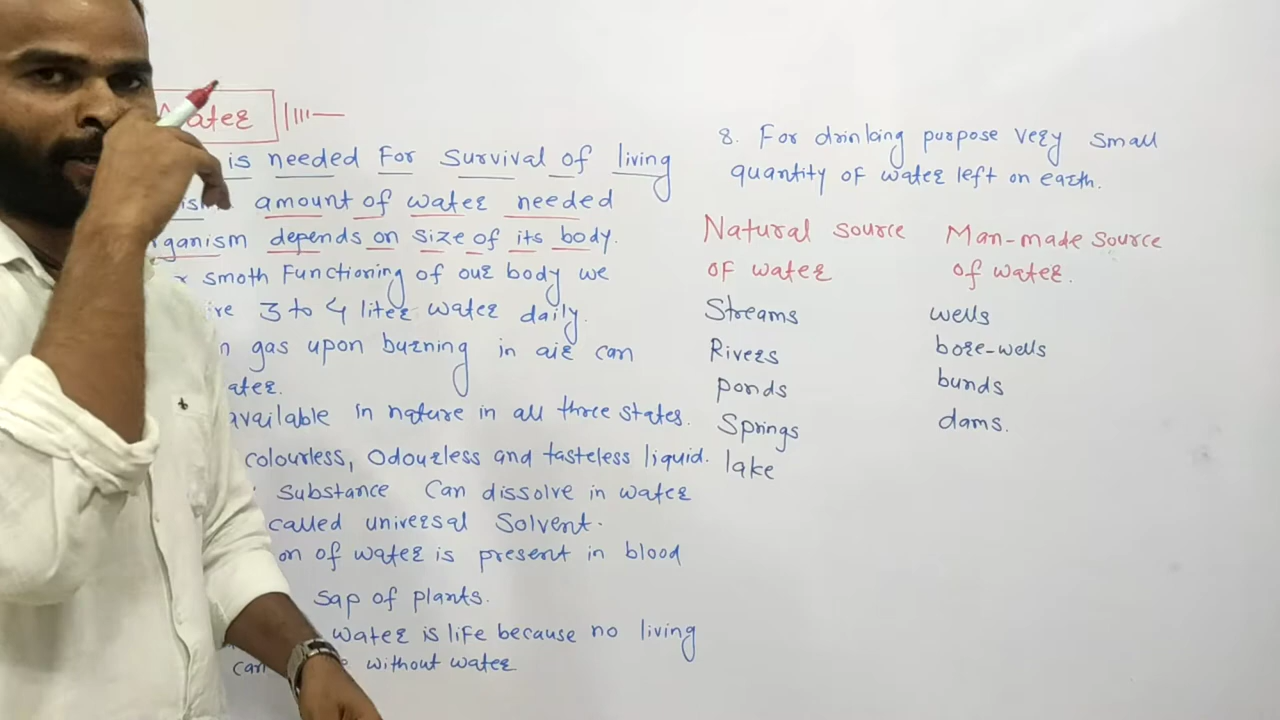 Water
is needed For survival of living
amount of water needed
organism depends on size of its body.
smoth Functioning of our body we
3 to 4 liter water daily.
gas upon burning in air can
water.
available in nature in all three states.
colourless, Odourless and tasteless liquid.
substance Can dissolve in water
called universal Solvent.
of water is present in blood
sap of plants.
water is life because no living
can without water
8. For drinking purpose very small
quantity of water left on earth.
Natural source
OF water
Streams
Rivers
ponds
Springs
lake
Man-made source
of water.
wells
bore-wells
bunds
dams.